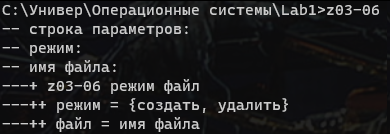 C:\Универ\Операционные системы\Lab1>z03-06
-- строка параметров:
-- режим:
-- имя файла:
---+ z03-06 режим файл
---++ режим = {создать, удалить}
---++ файл = имя файла